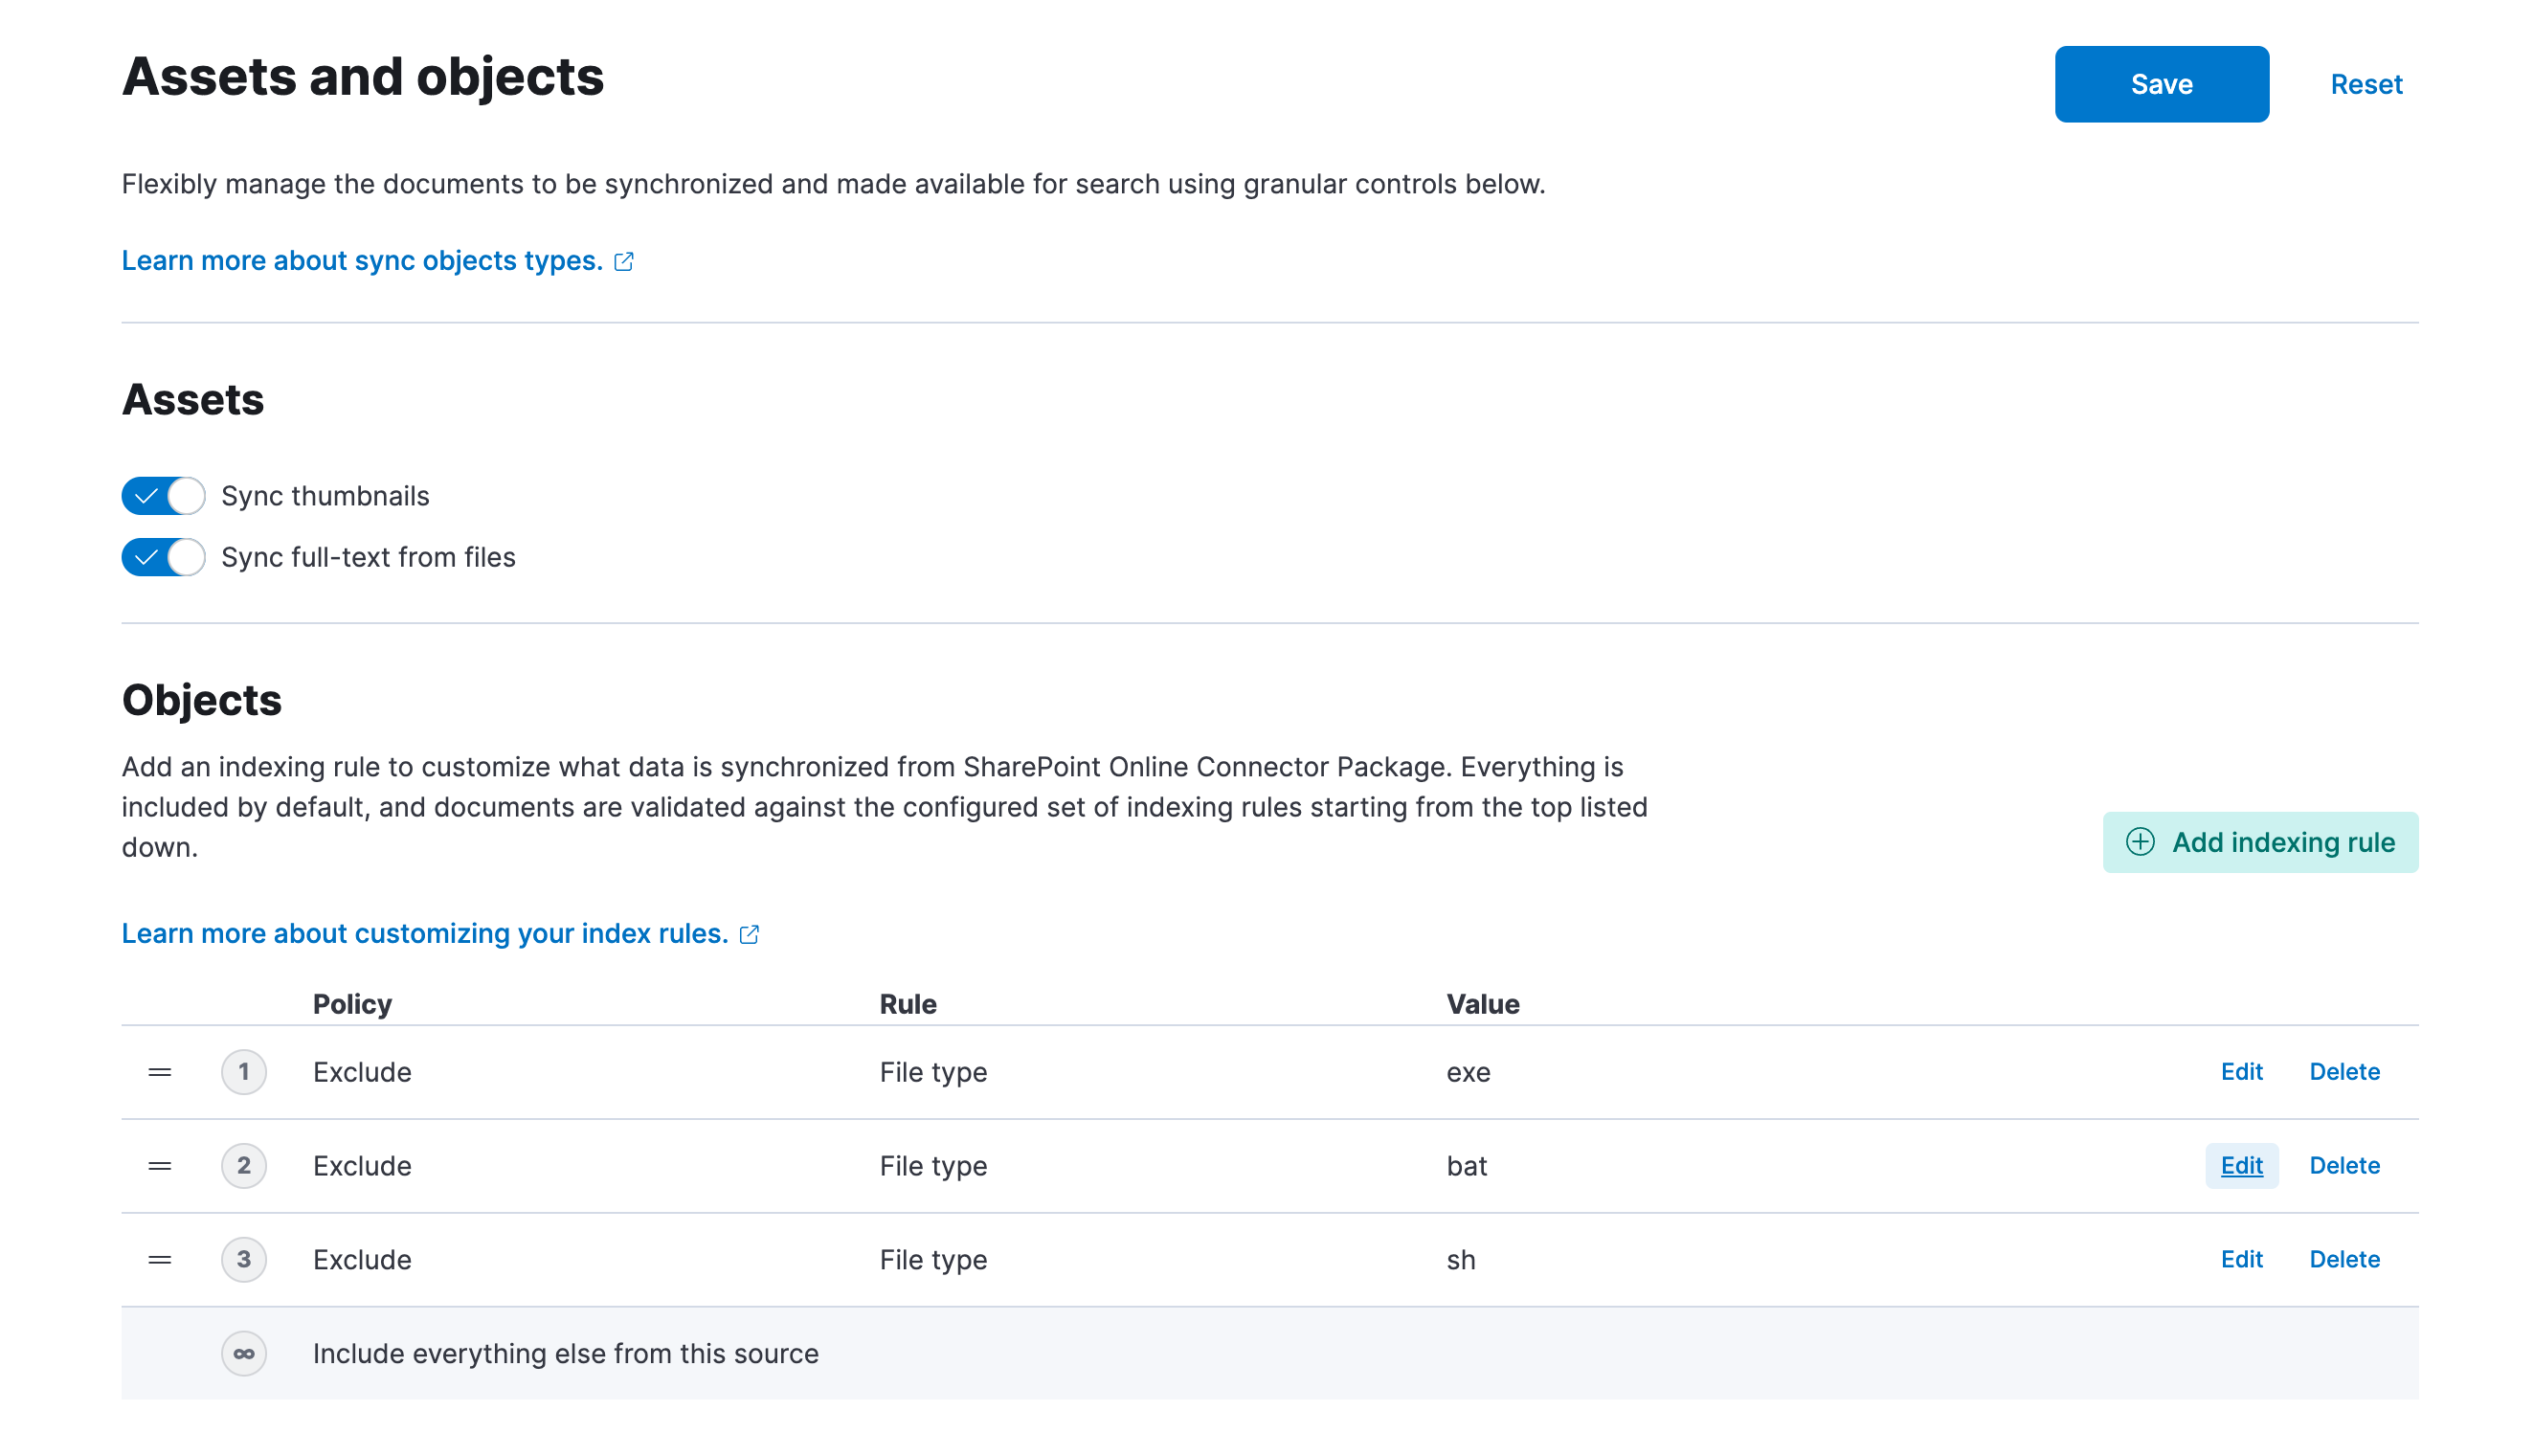 Assets and objects
Save
Reset
Flexibly manage the documents to be synchronized and made available for search using granular controls below.
Learn more about sync objects types.
Assets
Sync thumbnails
Sync full-text from files
Objects
Add an indexing rule to customize what data is synchronized from SharePoint Online Connector Package. Everything is
included by default, and documents are validated against the configured set of indexing rules starting from the top listed
down.
Add indexing rule
Learn more about customizing your index rules.
Policy Rule Value
1 Exclude File type exe Edit Delete
2 Exclude File type bat Edit Delete
3 Exclude File type sh Edit Delete
∞ Include everything else from this source